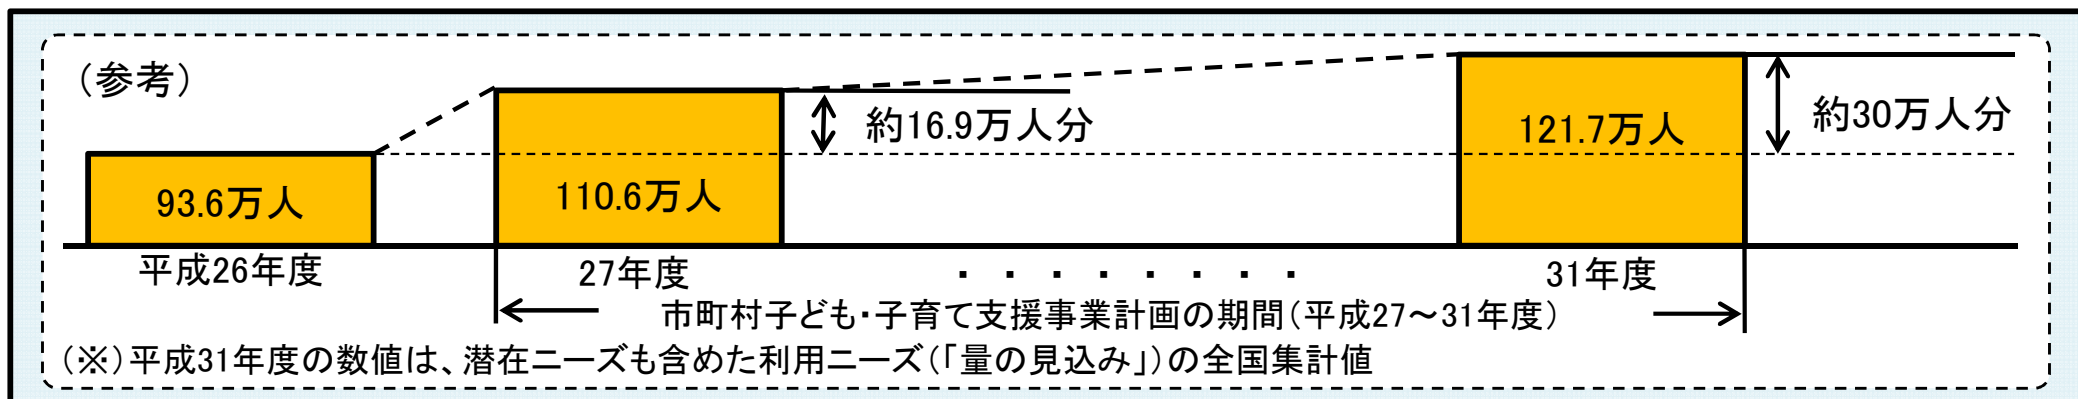 (参考)
約16.9万人分
121.7万人
約30万人分
93.6万人
110.6万人
平成26年度
27年度
・・・・・・・・
31年度
市町村子ども・子育て支援事業計画の期間(平成27～31年度)
(※)平成31年度の数値は、潜在ニーズも含めた利用ニーズ(「量の見込み」)の全国集計値